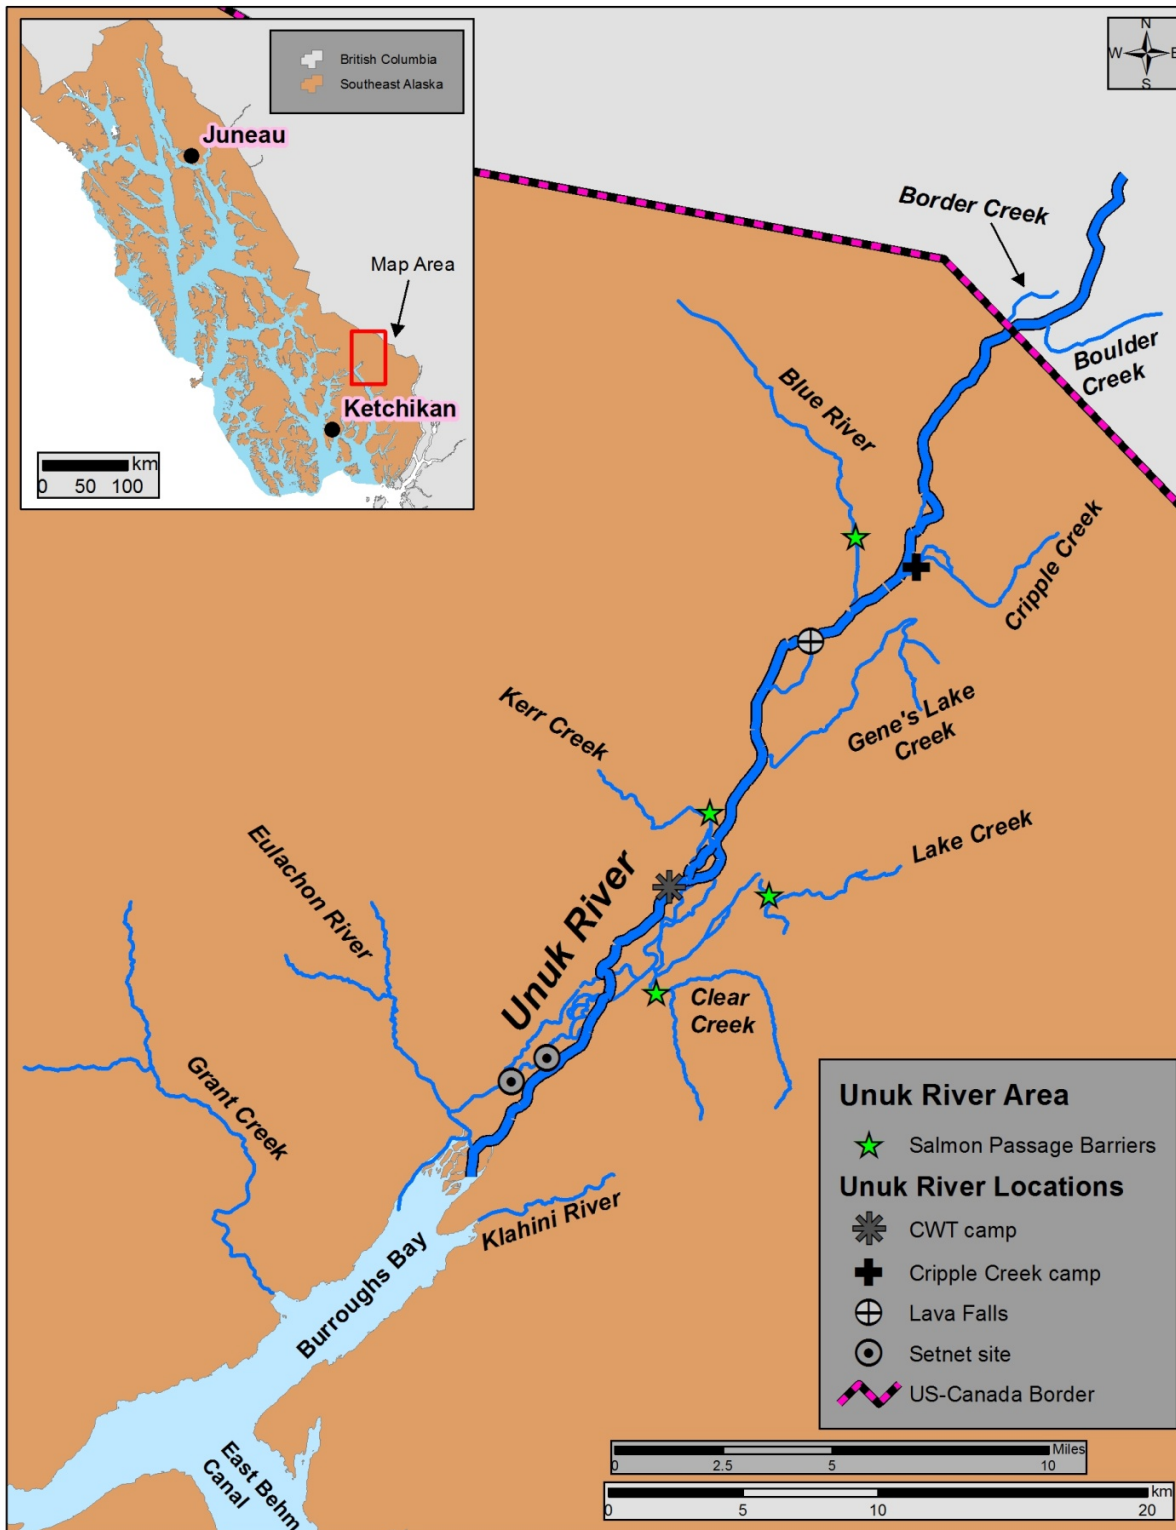 British Columbia
Southeast Alaska
Juneau
Map Area
Ketchikan
km
0 50 100
N
W E
S
Border Creek
Boulder
Creek
Blue River
Cripple Creek
Gene's Lake
Creek
Kerr Creek
Lake Creek
Eulachon River
Unuk River
Clear
Creek
Grant Creek
Klahini River
Burroughs Bay
East Behm
Canal
Unuk River Area
Salmon Passage Barriers
Unuk River Locations
CWT camp
Cripple Creek camp
Lava Falls
Setnet site
US-Canada Border
Miles
0 2.5 5 10
km
0 5 10 20